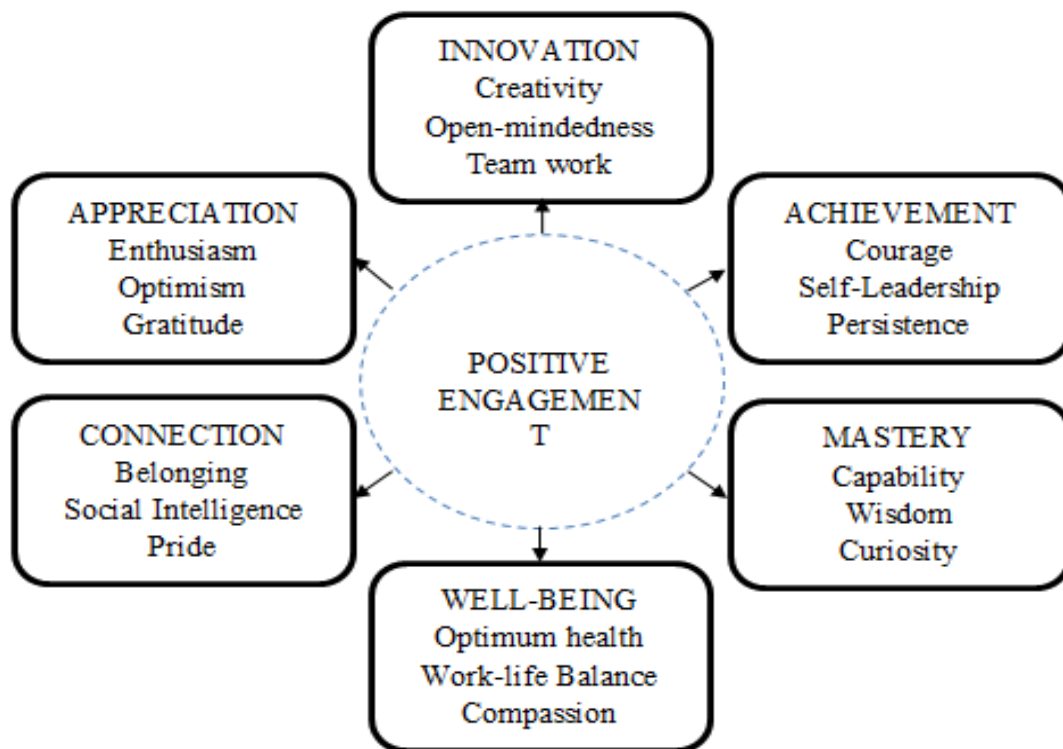 INNOVATION
Creativity
Open-mindedness
Team work
APPRECIATION
Enthusiasm
Optimism
Gratitude
ACHIEVEMENT
Courage
Self-Leadership
Persistence
POSITIVE
ENGAGEMEN
T
CONNECTION
Belonging
Social Intelligence
Pride
MASTERY
Capability
Wisdom
Curiosity
WELL-BEING
Optimum health
Work-life Balance
Compassion